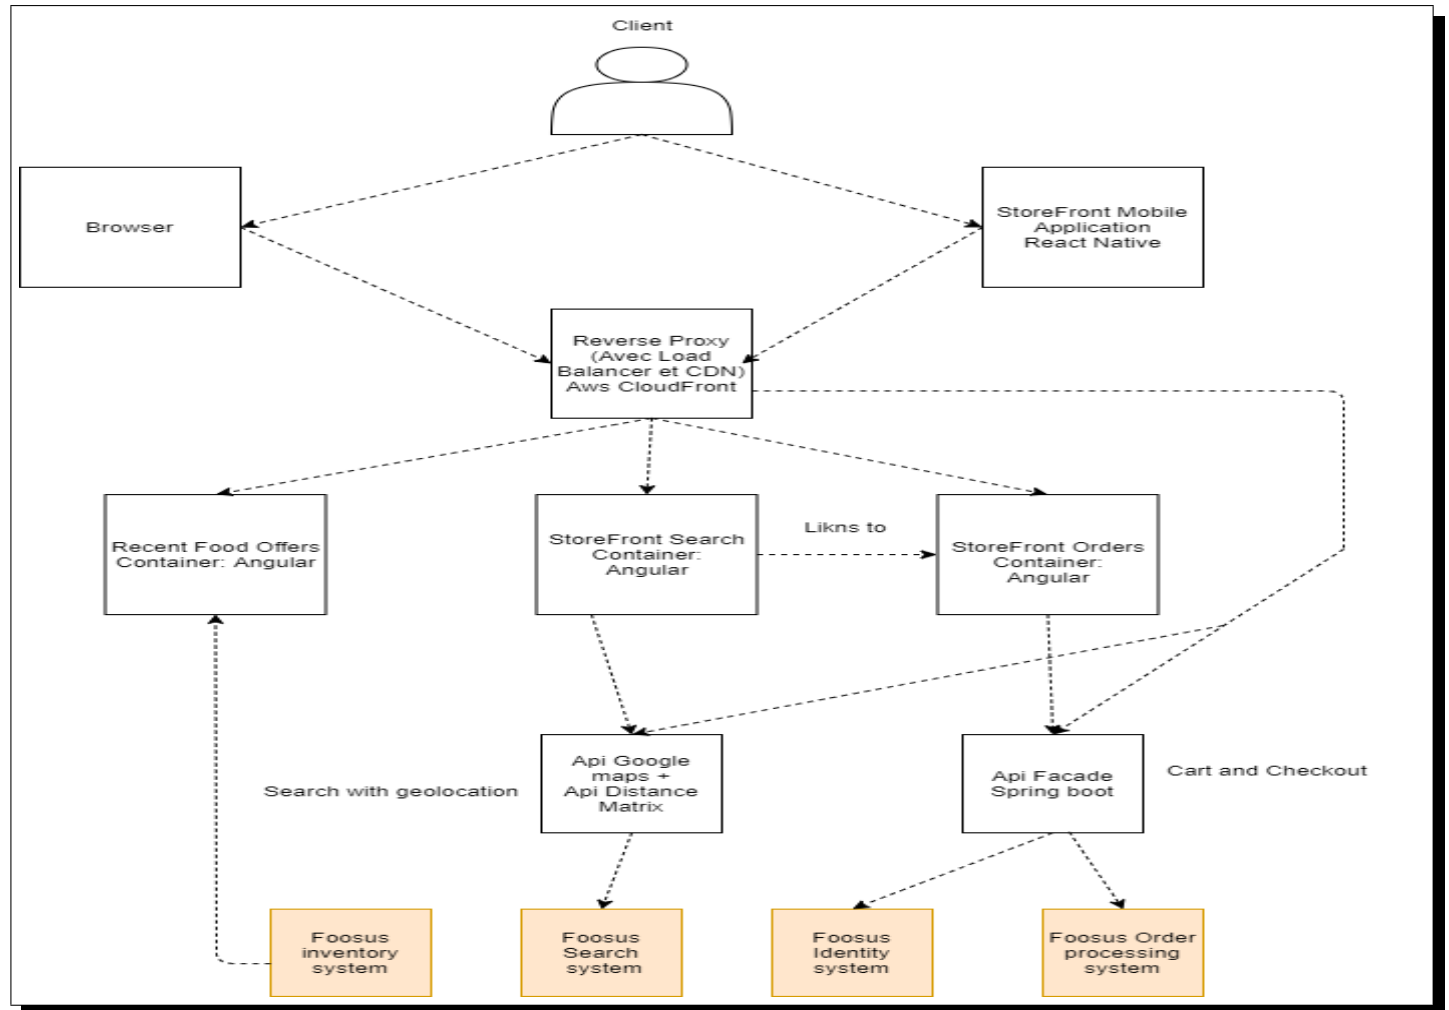 Client
Browser
StoreFront Mobile
Application
React Native
Reverse Proxy
(Avec Load
Balancer et CDN)
Aws CloudFront
Recent Food Offers
Container: Angular
StoreFront Search
Container:
Angular
Likns to
StoreFront Orders
Container:
Angular
Search with geolocation
Api Google
maps +
Api Distance
Matrix
Api Facade
Spring boot
Cart and Checkout
Foosus
inventory
system
Foosus
Search
system
Foosus
Identity
system
Foosus Order
processing
system